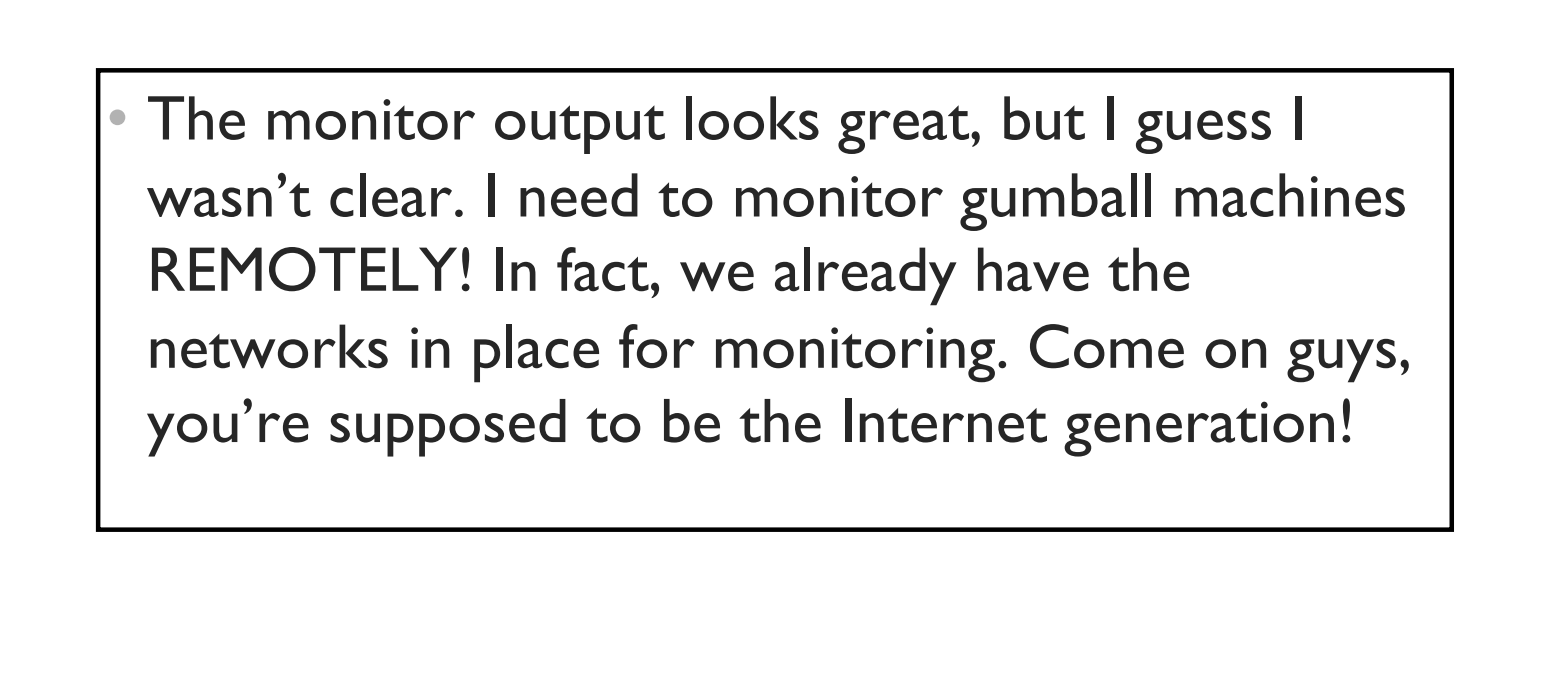 • The monitor output looks great, but I guess I
wasn’t clear. I need to monitor gumball machines
REMOTELY! In fact, we already have the
networks in place for monitoring. Come on guys,
you’re supposed to be the Internet generation!